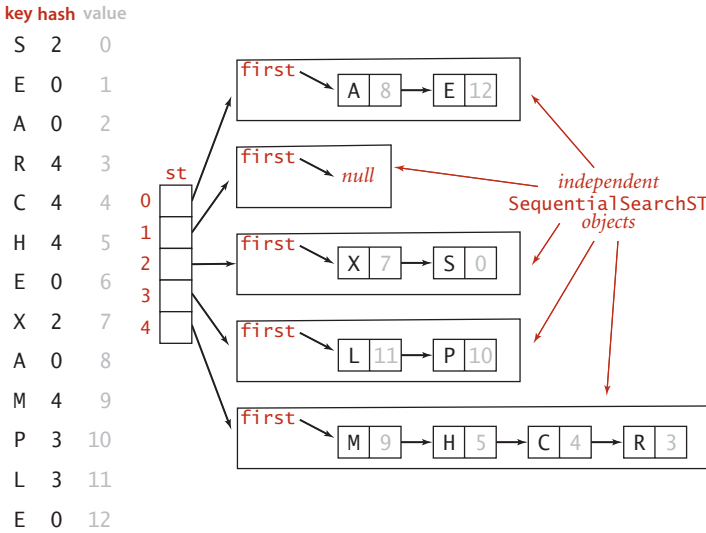 key hash value
S 2 0
E 0 1
A 0 2
R 4 3
C 4 4
H 4 5
E 0 6
X 2 7
A 0 8
M 4 9
P 3 10
L 3 11
E 0 12
st
0
1
2
3
4
first
A 8 E 12
first
null
first
X 7 S 0
first
L 11 P 10
first
M 9 H 5 C 4 R 3
independent
SequentialSearchST
objects